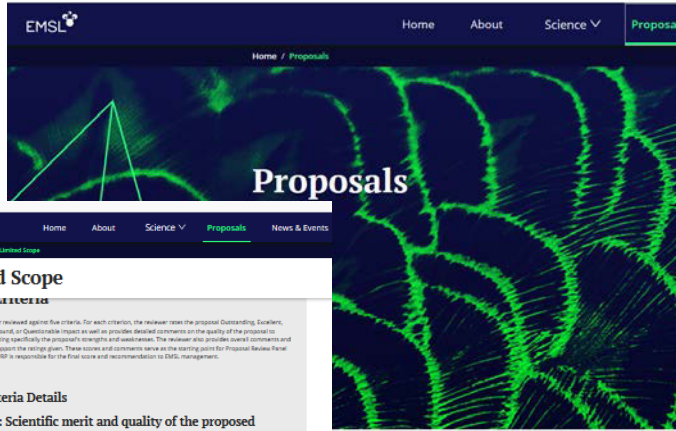 EMSL
Home About Science Proposa
Home / Proposals
Proposals
Home About Science Proposals News & Events
Limited Scope
d Scope
Criteria
r reviewed against five criteria. For each criterion, the reviewer rates the proposal Outstanding, Excellent,
ound, or Questionable Impact as well as provides detailed comments on the quality of the proposal to
ting specifically the proposal's strengths and weaknesses. The reviewer also provides overall comments and
pport the ratings given. These scores and comments serve as the starting point for Proposal Review Panel
RP is responsible for the final score and recommendation to EMSL management.
teria Details
: Scientific merit and quality of the proposed